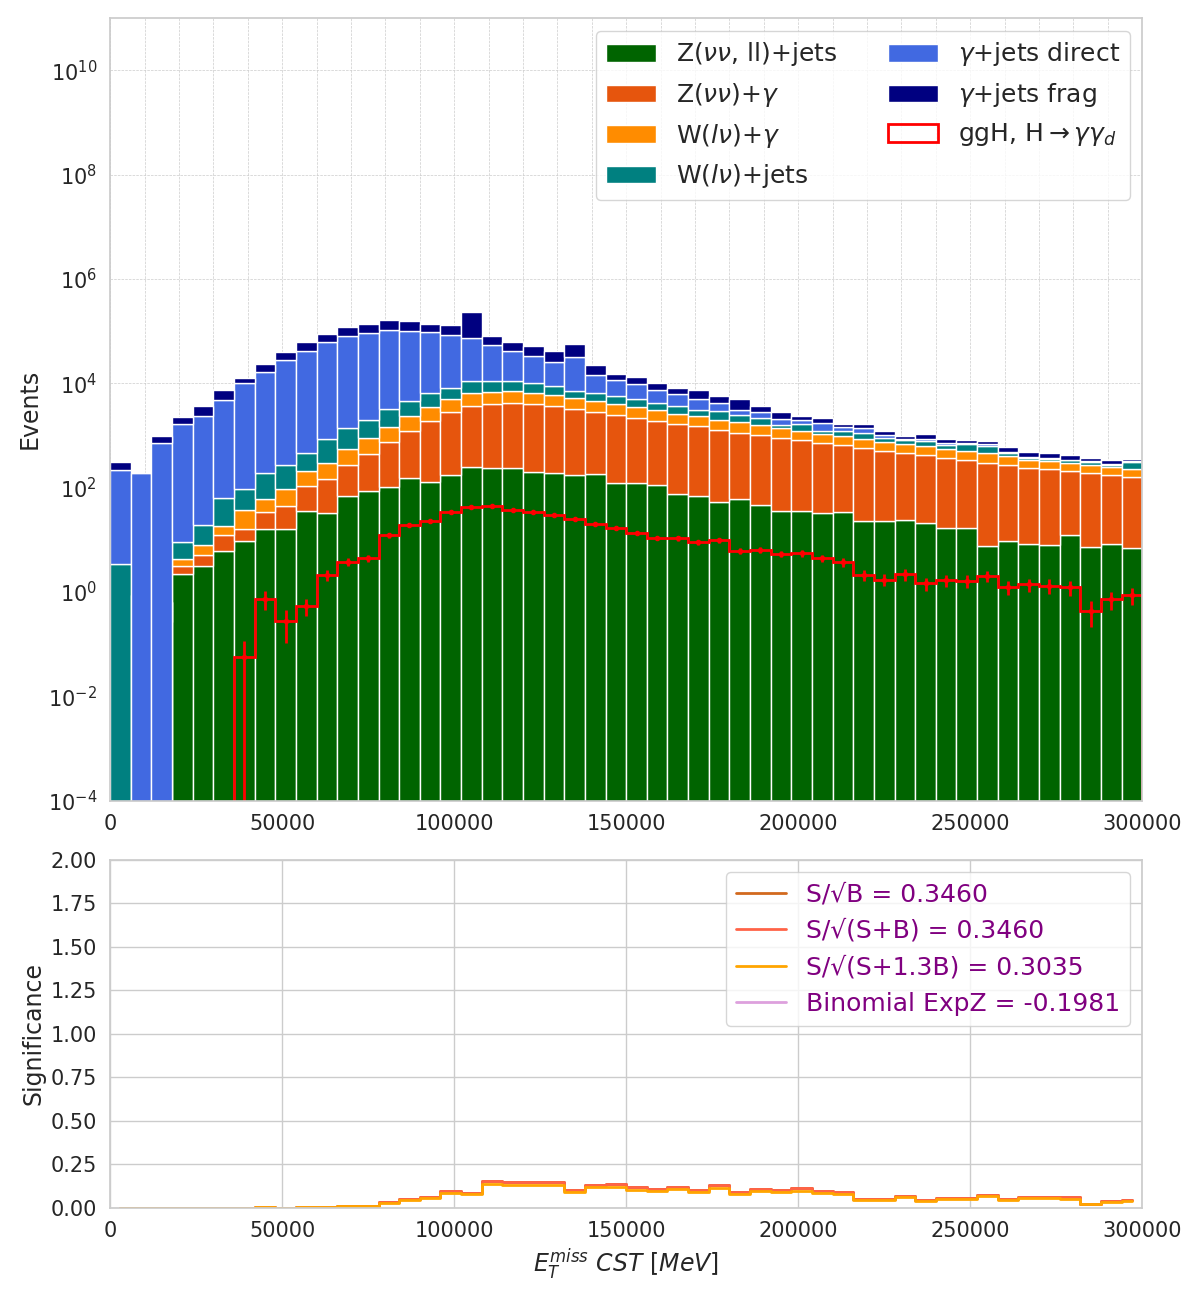 Z(νν, ll)+jets
Z(νν)+γ
W(lν)+γ
W(lν)+jets
γ+jets direct
γ+jets frag
ggH, H→γγ_d
Events
10^10
10^8
10^6
10^4
10^2
10^0
10^−2
10^−4
0 50000 100000 150000 200000 250000 300000
S/√B = 0.3460
S/√(S+B) = 0.3460
S/√(S+1.3B) = 0.3035
Binomial ExpZ = -0.1981
Significance
2.00
1.75
1.50
1.25
1.00
0.75
0.50
0.25
0.00
0 50000 100000 150000 200000 250000 300000
E_T^miss CST [MeV]